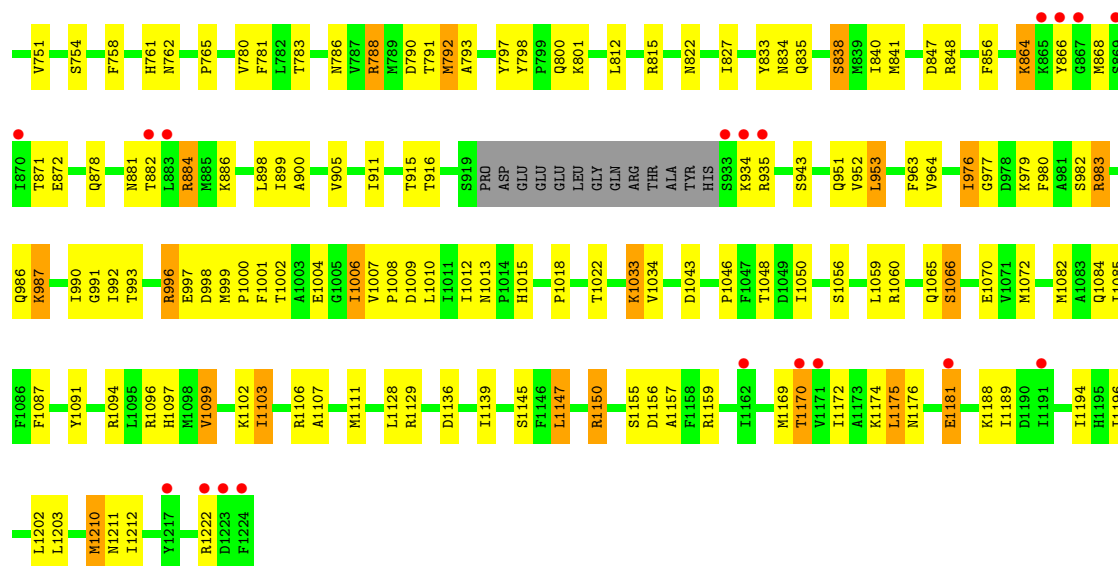 V751 S754 F758 H761 N762 P765 V780 F781 L782 T783 N786 V787 R788 M789 D790 T791 M792 A793 Y797 Y798 P799 Q800 K801 L812 R815 N822 I827 Y833 N834 Q835 S838 M839 I840 M841 D847 R848 F856 K864 K865 Y866 G867 M868 S869
I870 T871 E872 Q878 N881 T882 L883 R884 M885 K886 L898 I899 A900 V905 I911 T915 T916 S919 PRO ASP GLU GLU GLU LEU GLY GLN ARG THR ALA TYR HIS S933 K934 R935 S943 Q951 V952 L953 F963 V964 I976 G977 D978 K979 F980 A981 S982 R983
Q986 K987 I990 G991 I992 T993 R996 E997 D998 M999 P1000 F1001 T1002 A1003 E1004 G1005 I1006 V1007 P1008 D1009 L1010 I1011 I1012 N1013 P1014 H1015 P1018 T1022 K1033 V1034 D1043 P1046 F1047 T1048 D1049 I1050 S1056 L1059 R1060 Q1065 S1066 E1070 V1071 M1072 M1082 A1083 Q1084 I1085
F1086 F1087 Y1091 R1094 L1095 R1096 H1097 M1098 V1099 K1102 I1103 R1106 A1107 M1111 L1128 R1129 D1136 I1139 S1145 F1146 L1147 R1150 S1155 D1156 A1157 F1158 R1159 I1162 M1169 T1170 V1171 I1172 A1173 K1174 L1175 N1176 E1181 K1188 I1189 D1190 I1191 I1194 H1195 I1196
L1202 L1203 M1210 N1211 I1212 Y1217 R1222 D1223 F1224